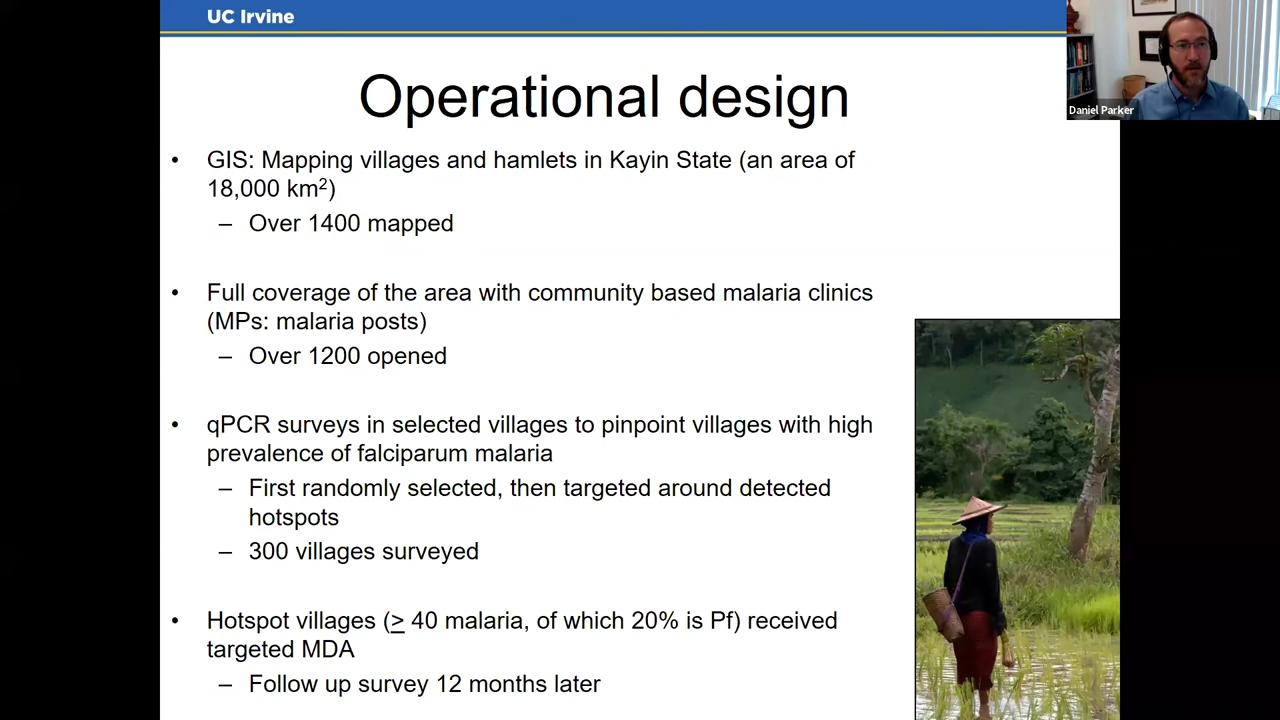 UC Irvine
Daniel Parker
Operational design
• GIS: Mapping villages and hamlets in Kayin State (an area of
18,000 km²)
– Over 1400 mapped
• Full coverage of the area with community based malaria clinics
(MPs: malaria posts)
– Over 1200 opened
• qPCR surveys in selected villages to pinpoint villages with high
prevalence of falciparum malaria
– First randomly selected, then targeted around detected
hotspots
– 300 villages surveyed
• Hotspot villages (≥ 40 malaria, of which 20% is Pf) received
targeted MDA
– Follow up survey 12 months later